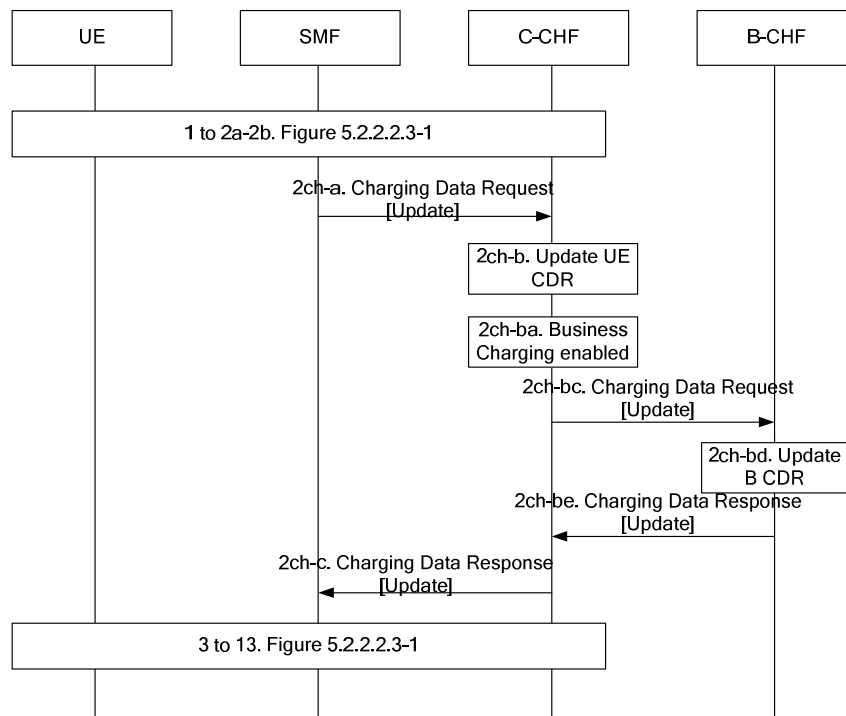 UE
SMF
C-CHF
B-CHF
1 to 2a-2b. Figure 5.2.2.2.3-1
2ch-a. Charging Data Request
[Update]
2ch-b. Update UE
CDR
2ch-ba. Business
Charging enabled
2ch-bc. Charging Data Request
[Update]
2ch-bd. Update
B CDR
2ch-be. Charging Data Response
[Update]
2ch-c. Charging Data Response
[Update]
3 to 13. Figure 5.2.2.2.3-1